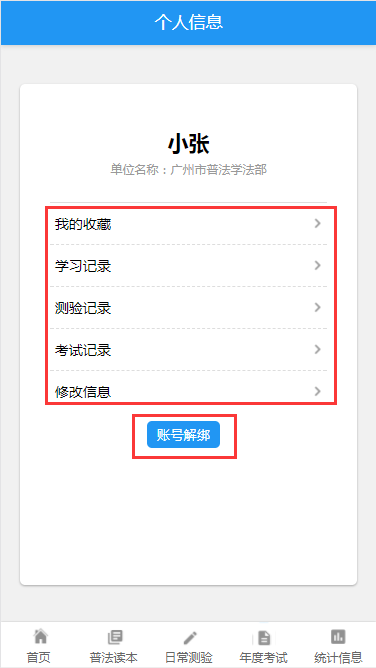 个人信息
小张
单位名称：广州市普法学法部
我的收藏
学习记录
测验记录
考试记录
修改信息
账号解绑
首页
普法读本
日常测验
年度考试
统计信息